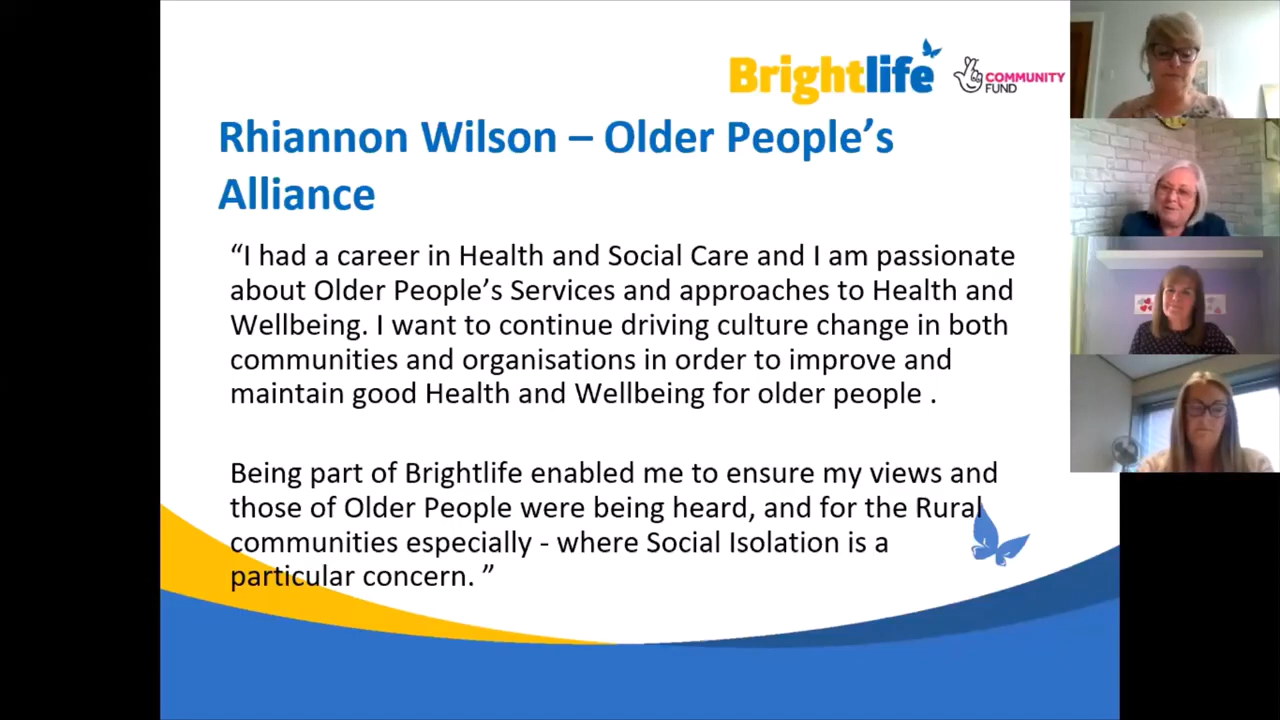 Brightlife
COMMUNITY
FUND
Rhiannon Wilson – Older People’s
Alliance
“I had a career in Health and Social Care and I am passionate
about Older People’s Services and approaches to Health and
Wellbeing. I want to continue driving culture change in both
communities and organisations in order to improve and
maintain good Health and Wellbeing for older people .
Being part of Brightlife enabled me to ensure my views and
those of Older People were being heard, and for the Rural
communities especially - where Social Isolation is a
particular concern. ”